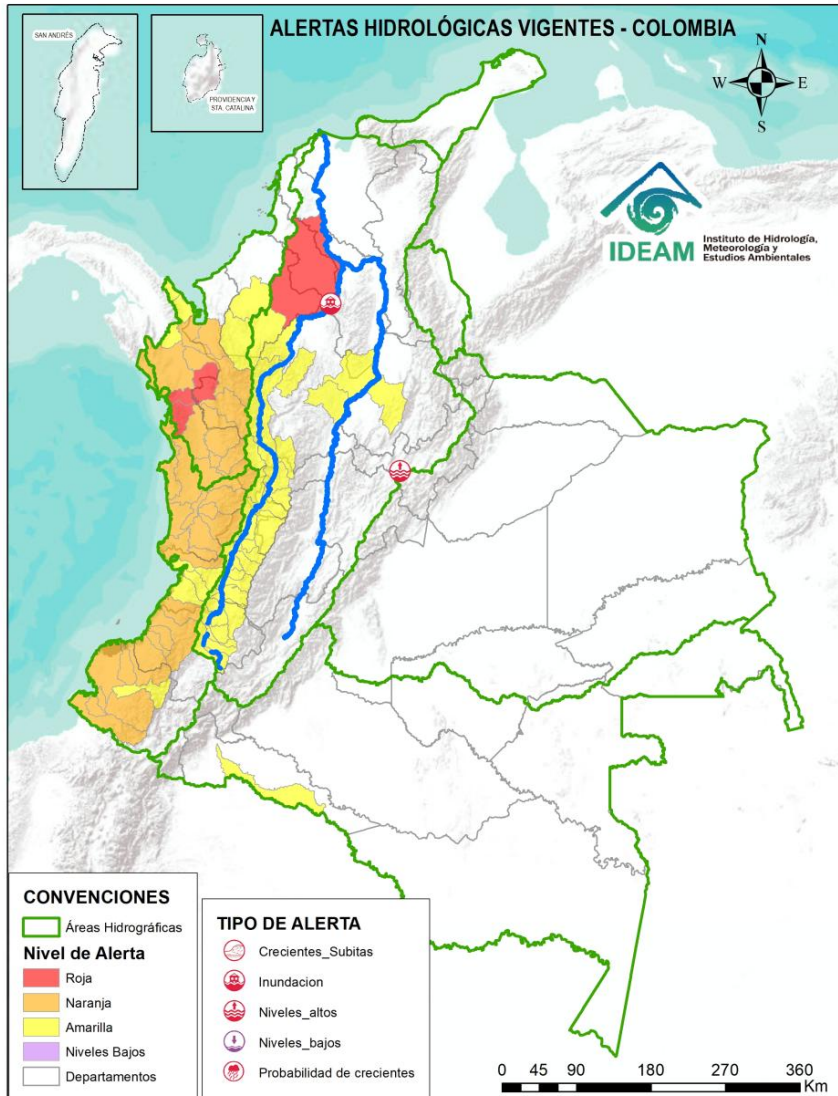 ALERTAS HIDROLÓGICAS VIGENTES - COLOMBIA
SAN ANDRÉS
PROVIDENCIA Y
STA. CATALINA
N
W
E
S
IDEAM
Instituto de Hidrología,
Meteorología y
Estudios Ambientales
CONVENCIONES
Áreas Hidrográficas
Nivel de Alerta
Roja
Naranja
Amarilla
Niveles Bajos
Departamentos
TIPO DE ALERTA
Crecientes_Subitas
Inundacion
Niveles_altos
Niveles_bajos
Probabilidad de crecientes
0 45 90 180 270 360
Km